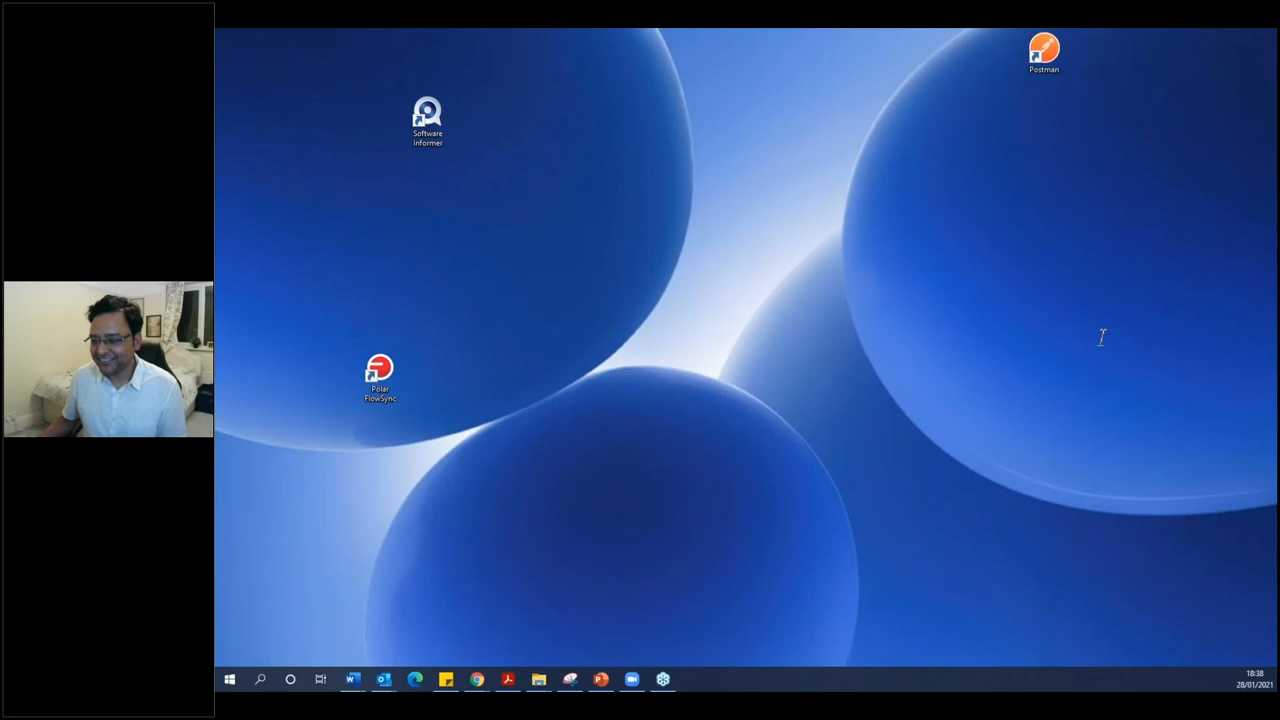 Postman
Software
Informer
Polar
FlowSync
18:38
28/01/2021